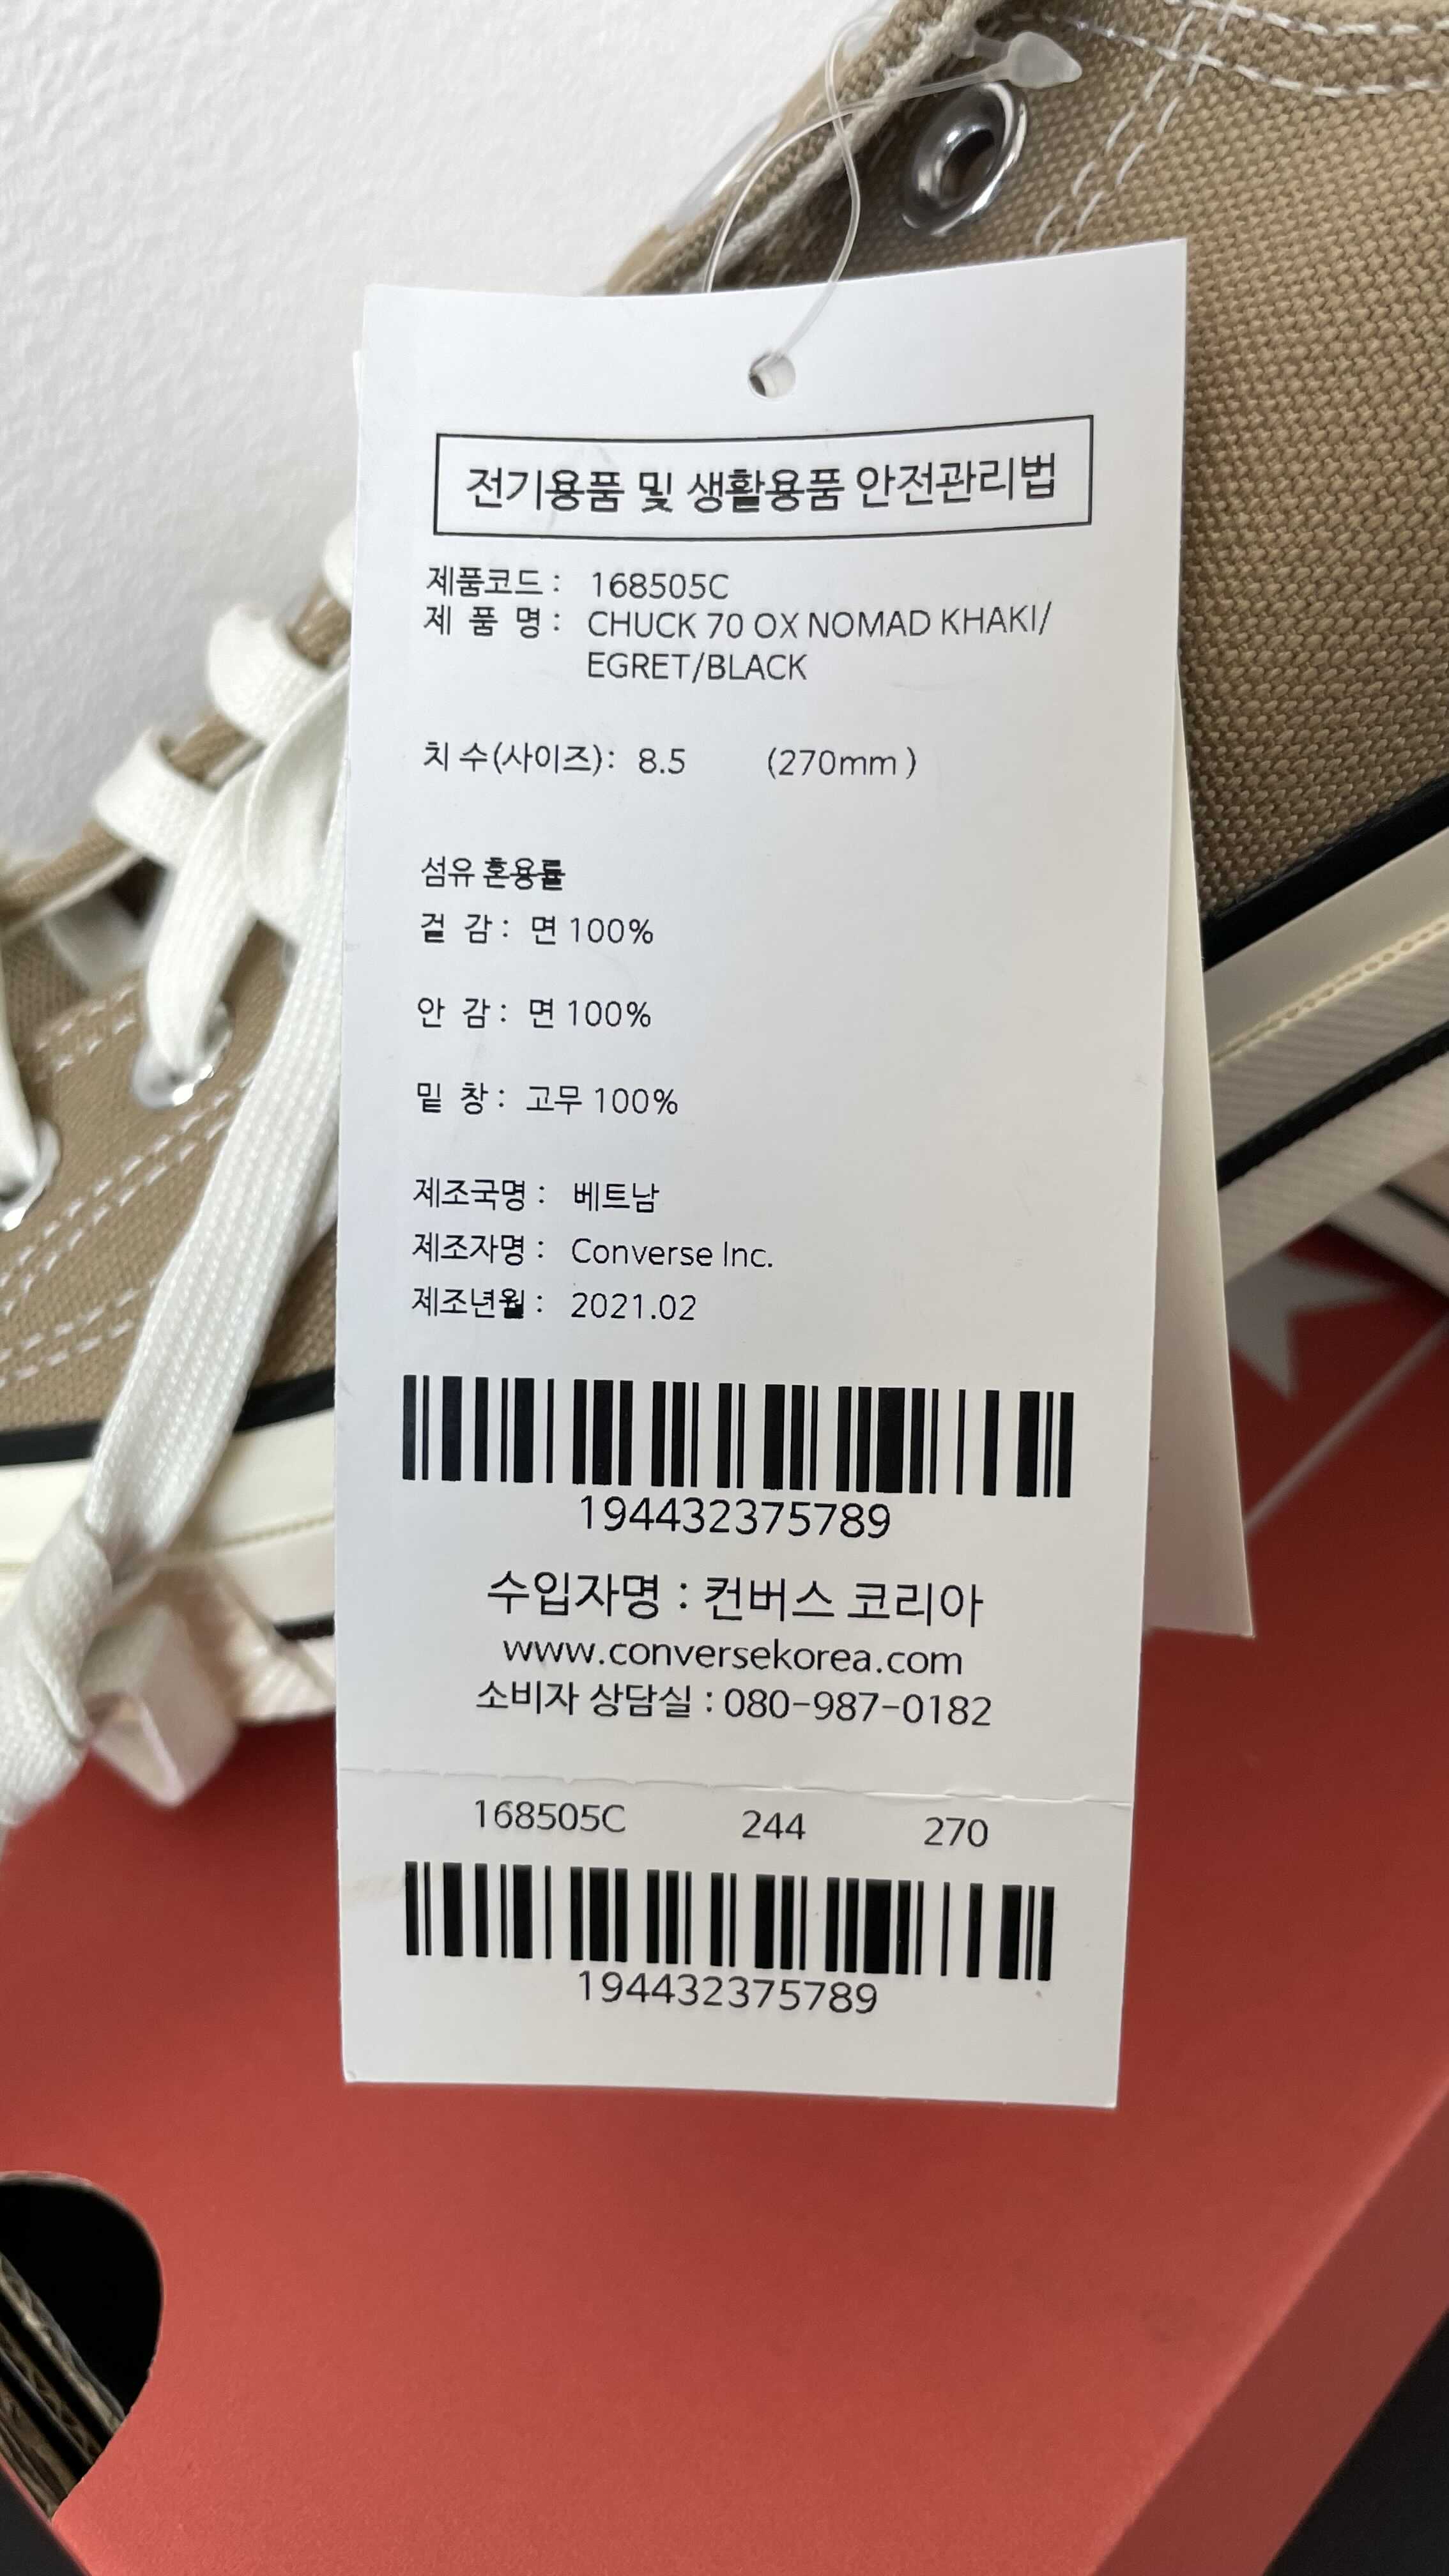 전기용품 및 생활용품 안전관리법
제품코드 : 168505C
제 품 명 : CHUCK 70 OX NOMAD KHAKI/
EGRET/BLACK
치 수(사이즈) : 8.5 (270mm )
섬유 혼용률
겉 감 : 면 100%
안 감 : 면 100%
밑 창 : 고무 100%
제조국명 : 베트남
제조자명 : Converse Inc.
제조년월 : 2021.02
194432375789
수입자명 : 컨버스 코리아
www.conversekorea.com
소비자 상담실 : 080-987-0182
168505C 244 270
194432375789